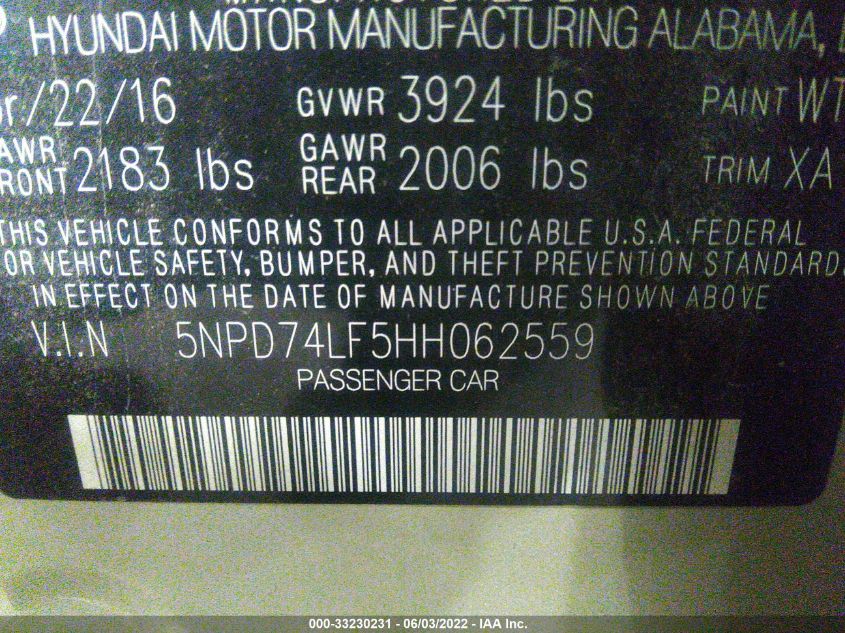 HYUNDAI MOTOR MANUFACTURING ALABAMA,
/22/16 GVWR 3924 lbs PAINT WT
2183 lbs GAWR REAR 2006 lbs TRIM XA
THIS VEHICLE CONFORMS TO ALL APPLICABLE U.S.A. FEDERAL
OR VEHICLE SAFETY, BUMPER, AND THEFT PREVENTION STANDARD
IN EFFECT ON THE DATE OF MANUFACTURE SHOWN ABOVE
V.I.N 5NPD74LF5HH062559
PASSENGER CAR
000-33230231 - 06/03/2022 - IAA Inc.